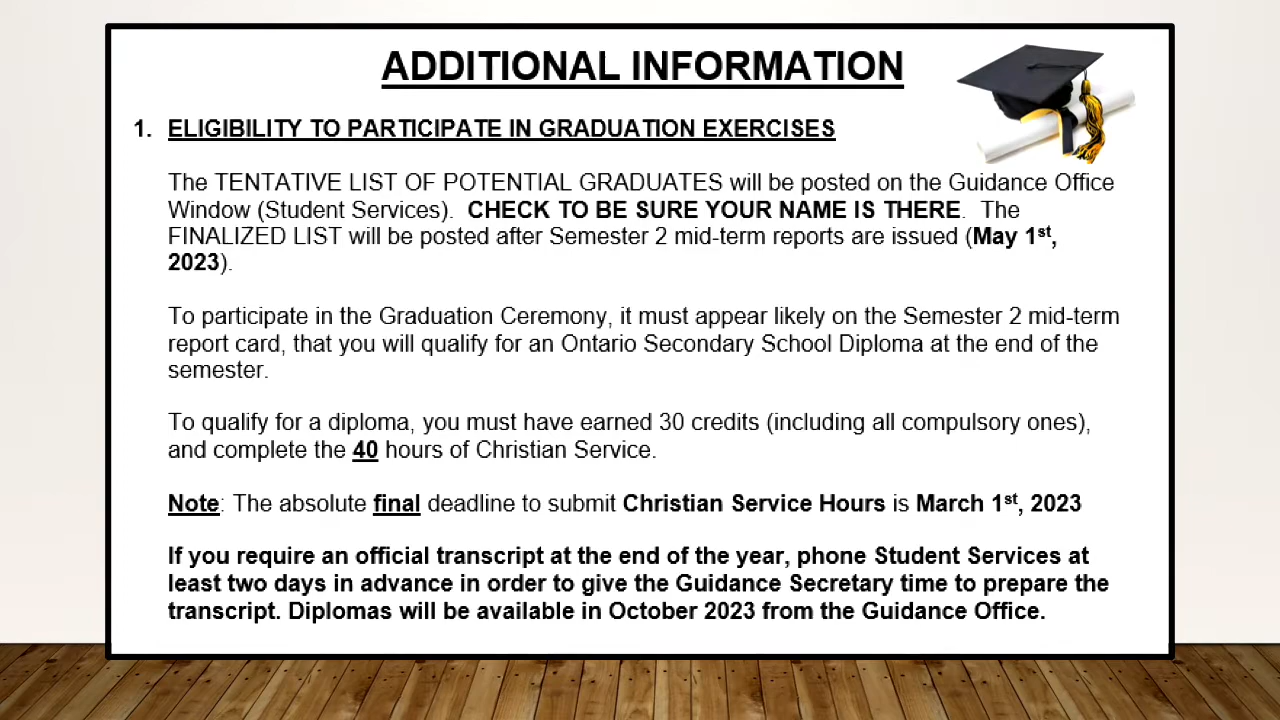 ADDITIONAL INFORMATION
1. ELIGIBILITY TO PARTICIPATE IN GRADUATION EXERCISES
The TENTATIVE LIST OF POTENTIAL GRADUATES will be posted on the Guidance Office
Window (Student Services). CHECK TO BE SURE YOUR NAME IS THERE. The
FINALIZED LIST will be posted after Semester 2 mid-term reports are issued (May 1st,
2023).
To participate in the Graduation Ceremony, it must appear likely on the Semester 2 mid-term
report card, that you will qualify for an Ontario Secondary School Diploma at the end of the
semester.
To qualify for a diploma, you must have earned 30 credits (including all compulsory ones),
and complete the 40 hours of Christian Service.
Note: The absolute final deadline to submit Christian Service Hours is March 1st, 2023
If you require an official transcript at the end of the year, phone Student Services at
least two days in advance in order to give the Guidance Secretary time to prepare the
transcript. Diplomas will be available in October 2023 from the Guidance Office.